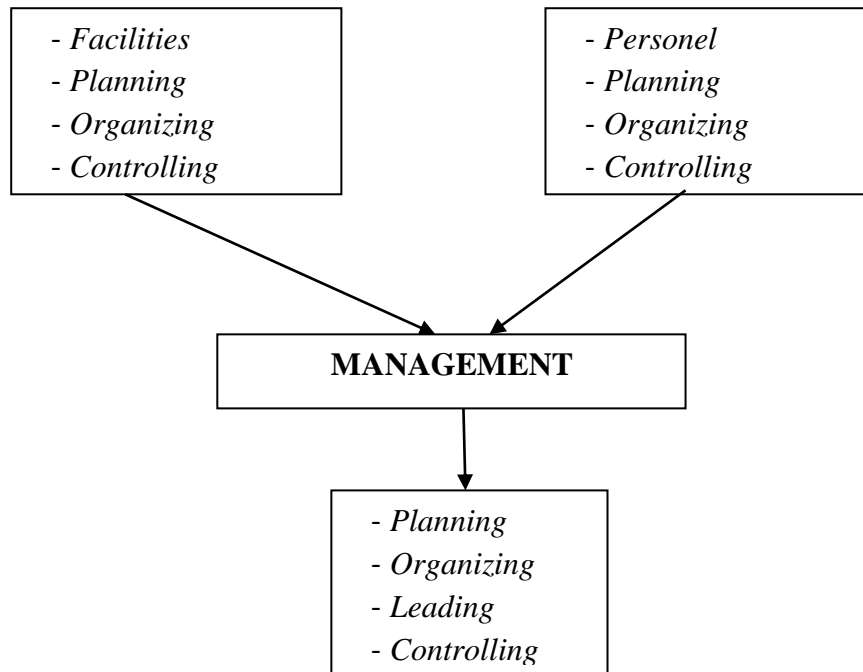 - Facilities
- Planning
- Organizing
- Controlling
- Personel
- Planning
- Organizing
- Controlling
MANAGEMENT
- Planning
- Organizing
- Leading
- Controlling